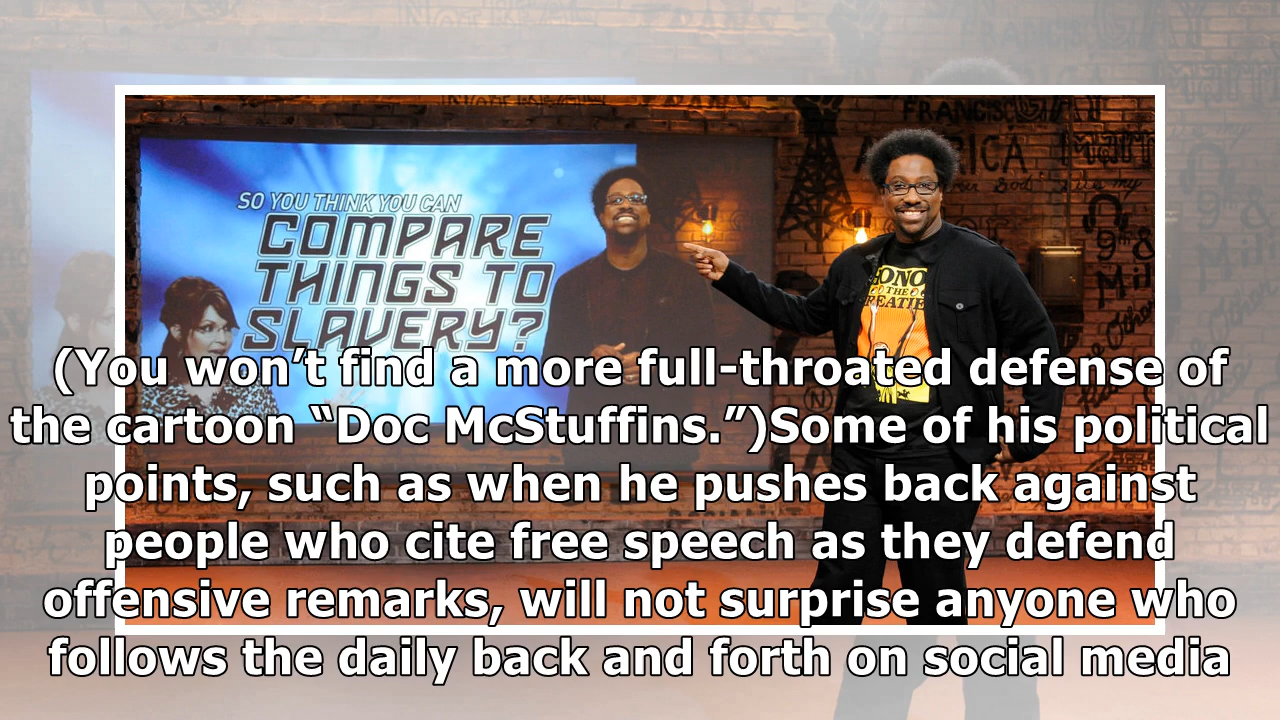 FRANCISCO
AMERICA
SO YOU THINK YOU CAN
COMPARE
THINGS TO
SLAVERY?
(You won’t find a more full-throated defense of
the cartoon “Doc McStuffins.”)Some of his political
points, such as when he pushes back against
people who cite free speech as they defend
offensive remarks, will not surprise anyone who
follows the daily back and forth on social media